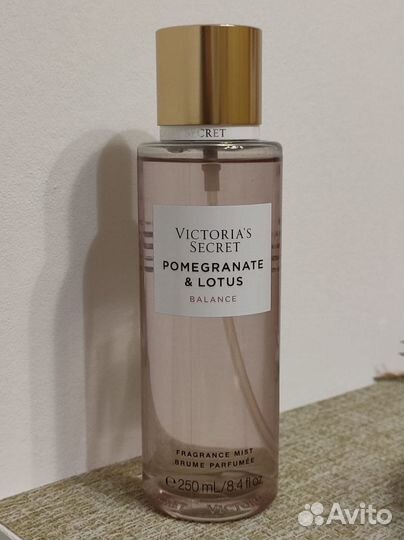 SECRET
VICTORIA'S
SECRET
POMEGRANATE
& LOTUS
BALANCE
FRAGRANCE MIST
BRUME PARFUMÉE
℮ 250 mL/8.4 fl oz
Avito